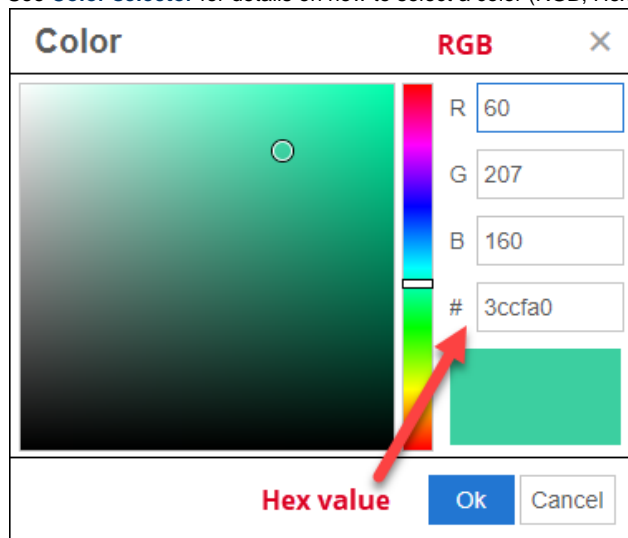 Color
RGB
R 60
G 207
B 160
# 3ccfa0
Hex value
Ok Cancel